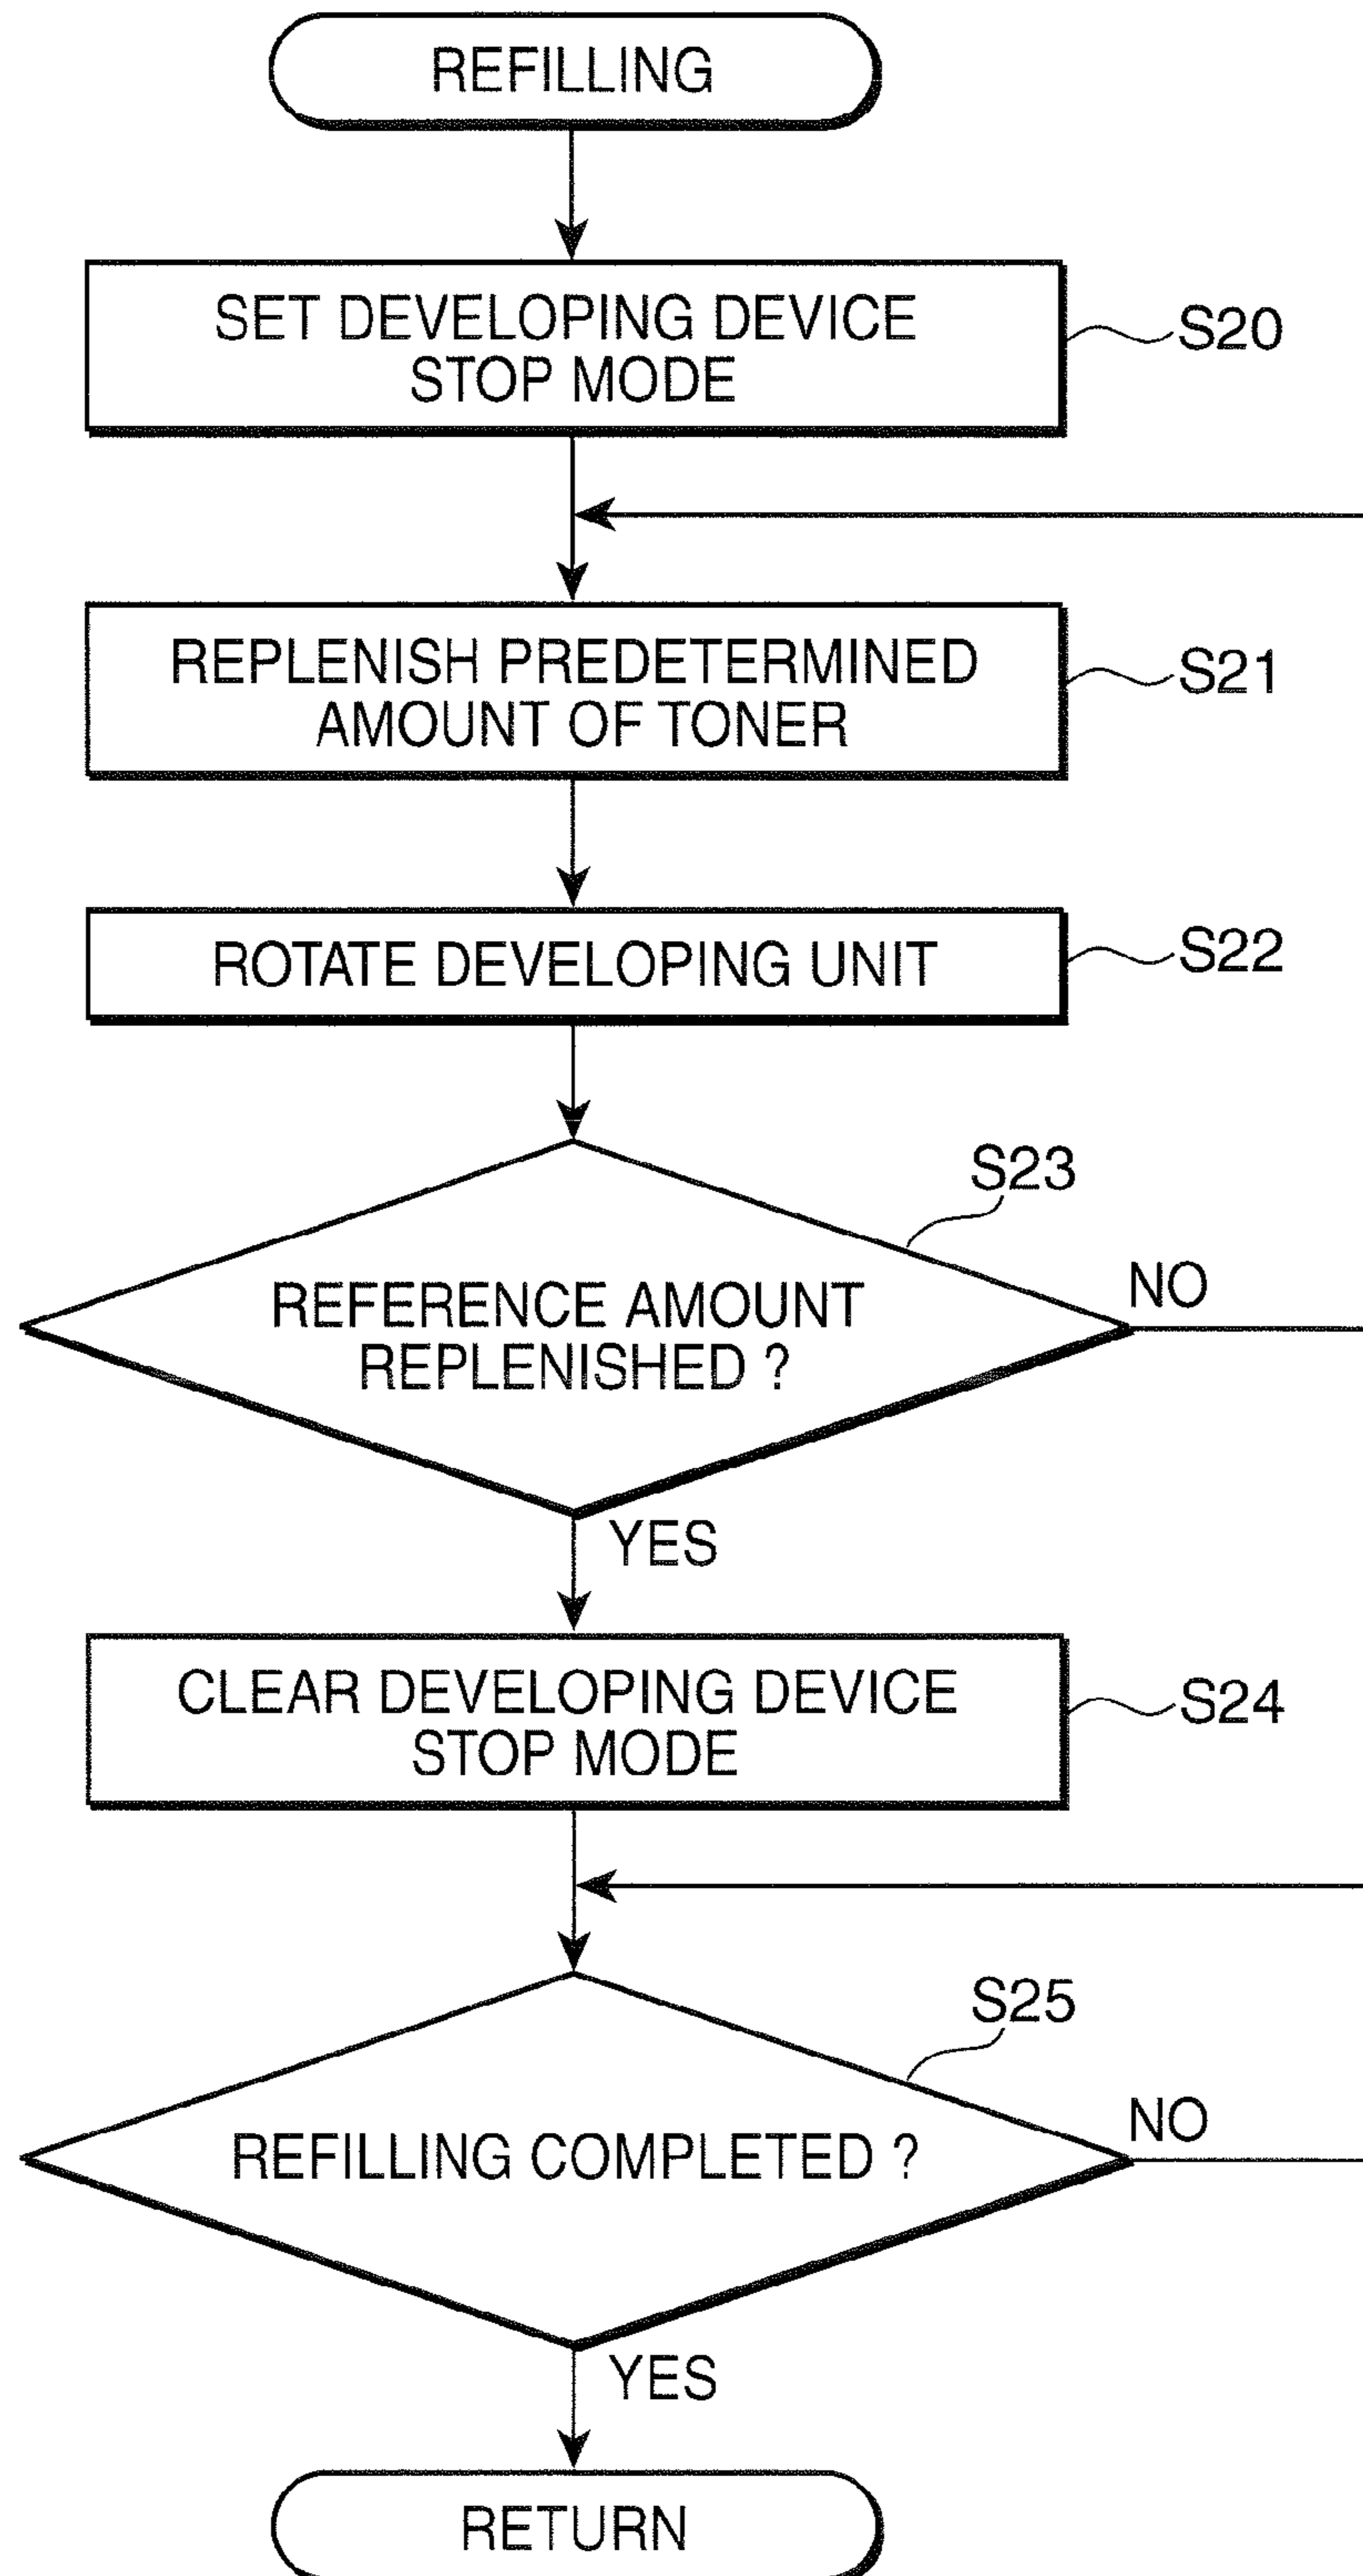 REFILLING
SET DEVELOPING DEVICE
STOP MODE
S20
REPLENISH PREDETERMINED
AMOUNT OF TONER
S21
ROTATE DEVELOPING UNIT
S22
S23
REFERENCE AMOUNT
REPLENISHED ?
NO
YES
CLEAR DEVELOPING DEVICE
STOP MODE
S24
S25
REFILLING COMPLETED ?
NO
YES
RETURN